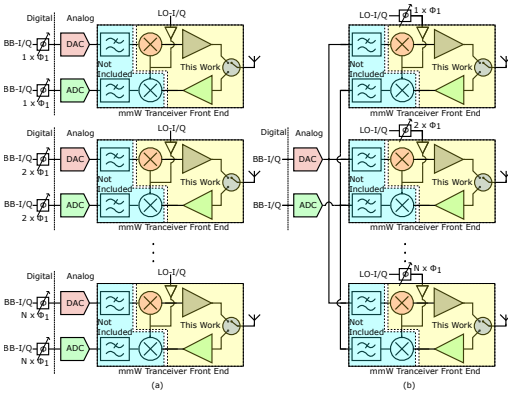 Digital Analog LO-I/Q
BB-I/Q DAC
1 x Φ1
Not
Included
This Work
BB-I/Q ADC
1 x Φ1
mmW Tranceiver Front End
Digital Analog LO-I/Q
BB-I/Q DAC
2 x Φ1
Not
Included
This Work
BB-I/Q ADC
2 x Φ1
mmW Tranceiver Front End
Digital Analog LO-I/Q
BB-I/Q DAC
N x Φ1
Not
Included
This Work
BB-I/Q ADC
N x Φ1
mmW Tranceiver Front End
(a)
LO-I/Q 1 x Φ1
Not
Included
This Work
mmW Tranceiver Front End
Digital Analog LO-I/Q 2 x Φ1
BB-I/Q DAC
Not
Included
This Work
BB-I/Q ADC
mmW Tranceiver Front End
LO-I/Q N x Φ1
Not
Included
This Work
mmW Tranceiver Front End
(b)